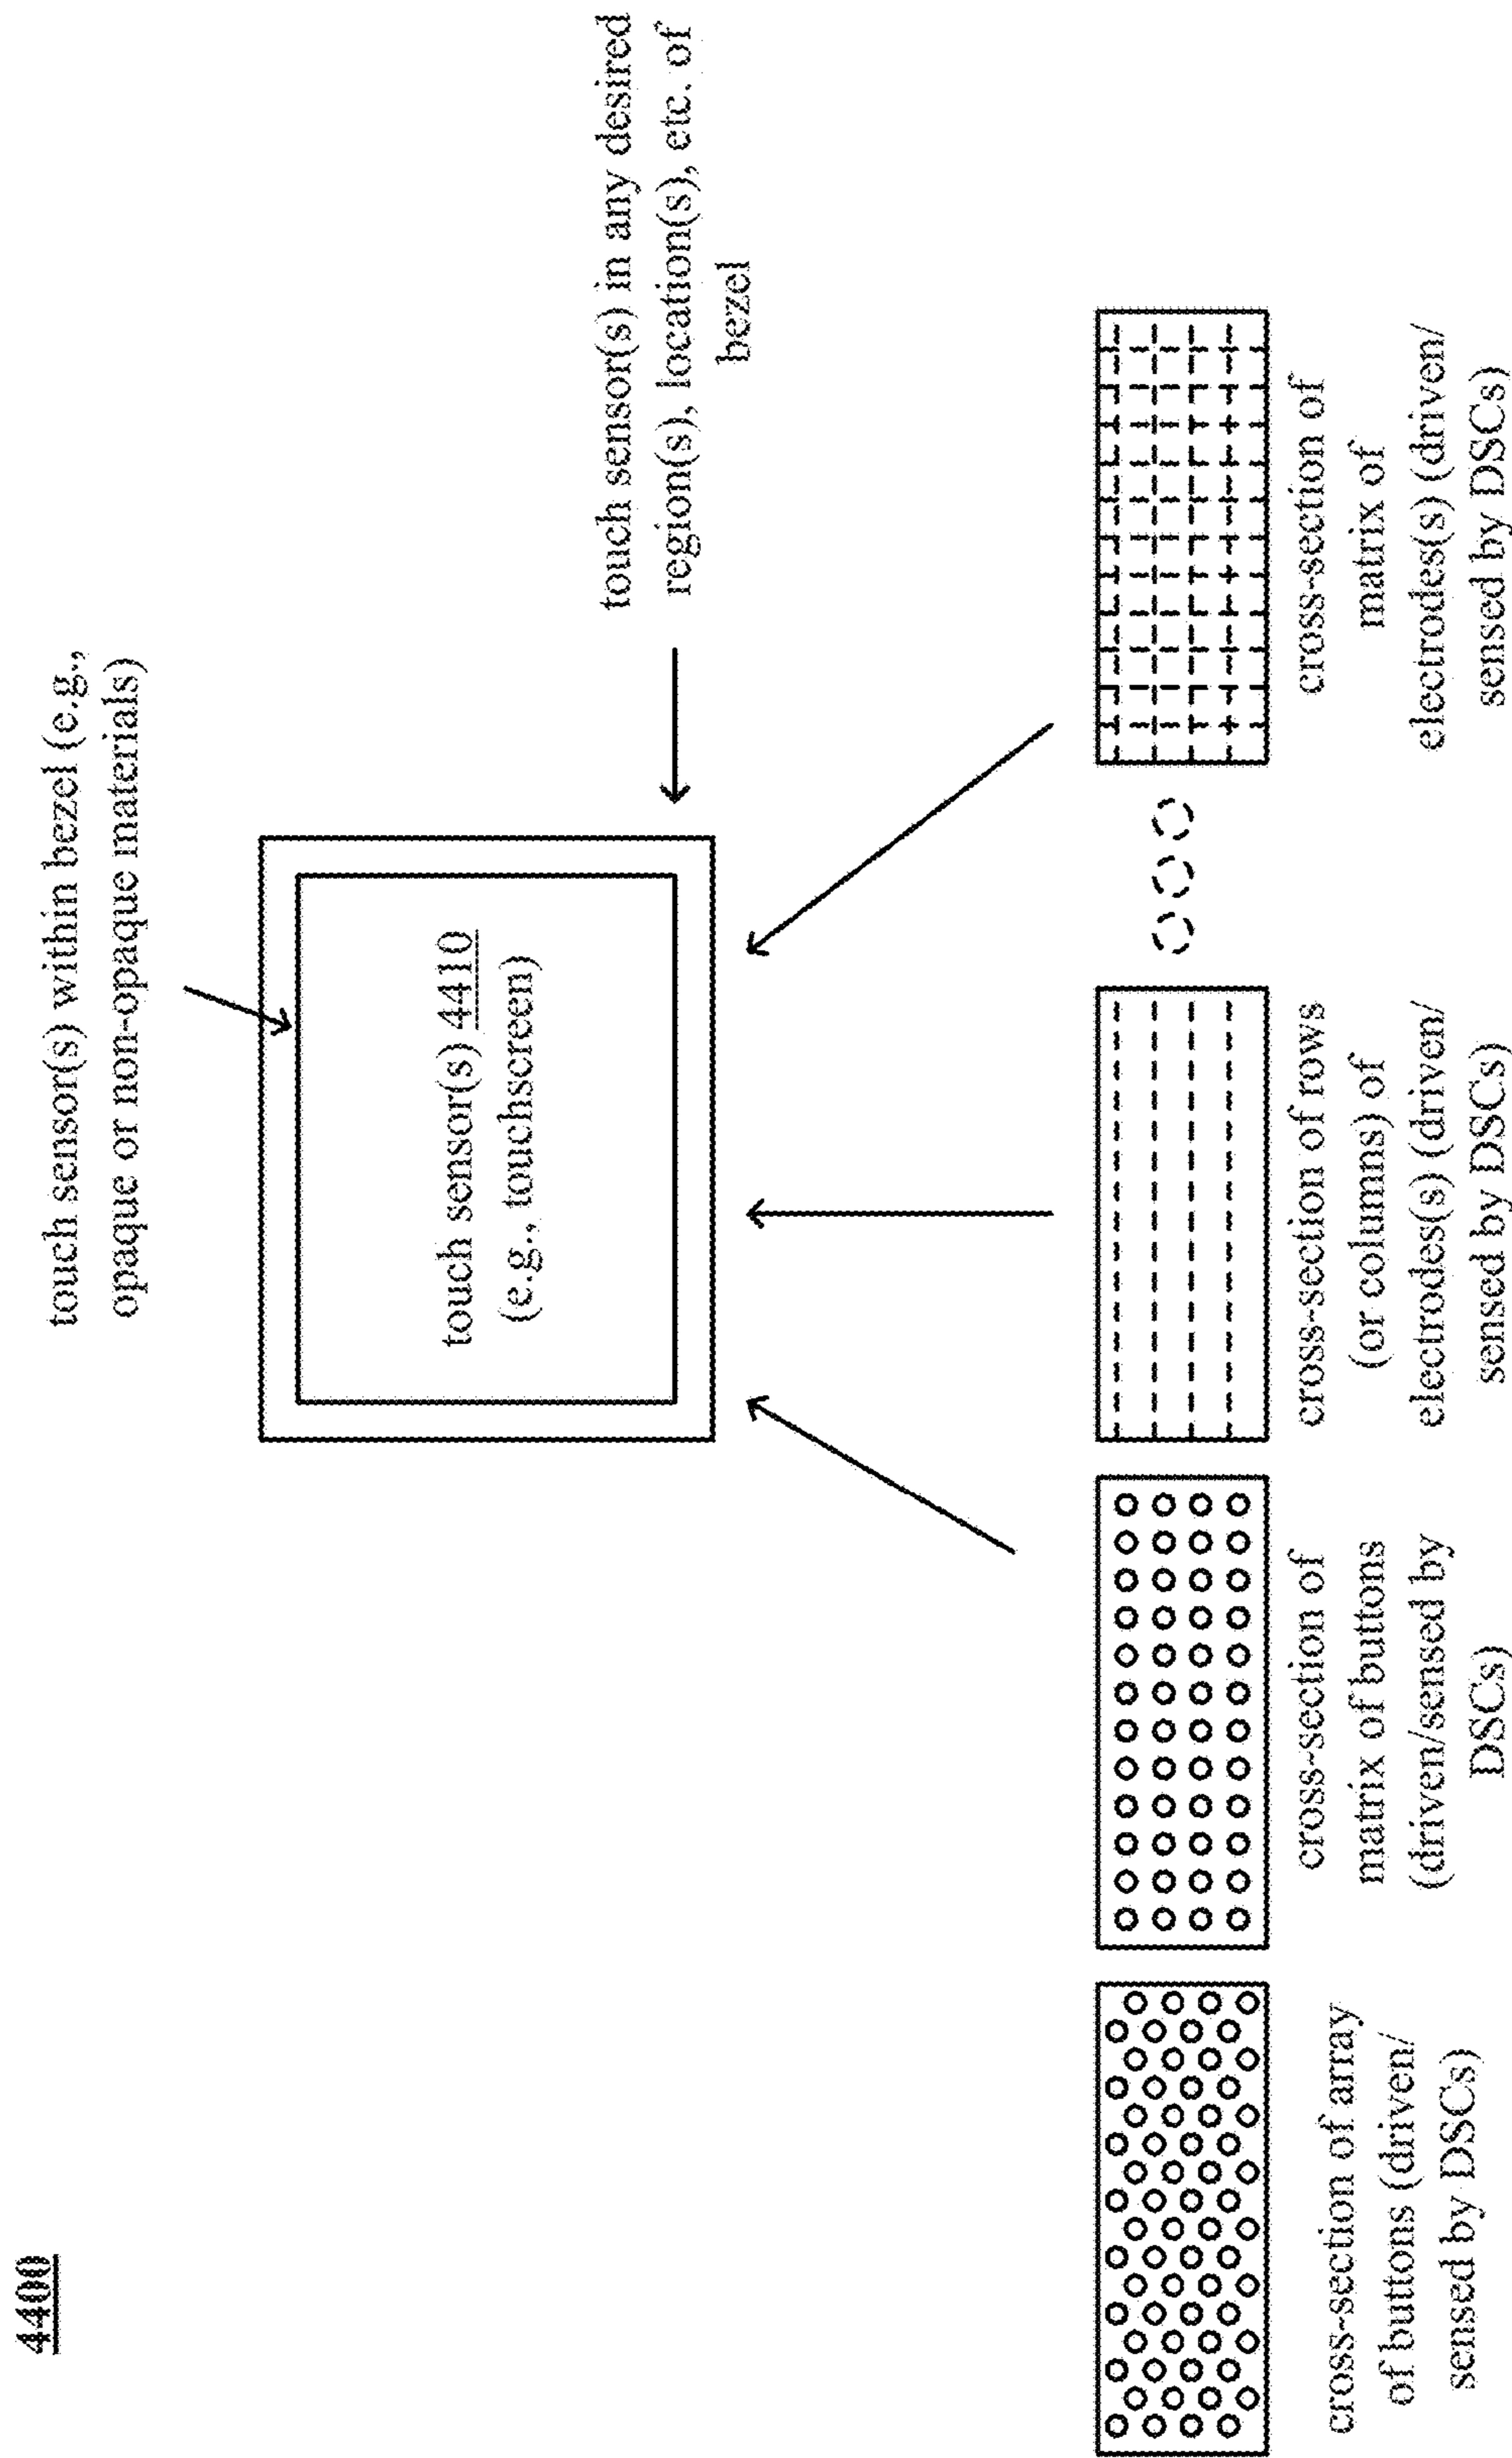 4400
touch sensor(s) within bezel (e.g.,
opaque or non-opaque materials)
touch sensor(s) 4410
(e.g., touchscreen)
touch sensor(s) in any desired
region(s), location(s), etc. of
bezel
cross-section of array
of buttons (driven/
sensed by DSCs)
cross-section of
matrix of buttons
(driven/sensed by
DSCs)
cross-section of rows
(or columns) of
electrodes(s) (driven/
sensed by DSCs)
cross-section of
matrix of
electrodes(s) (driven/
sensed by DSCs)